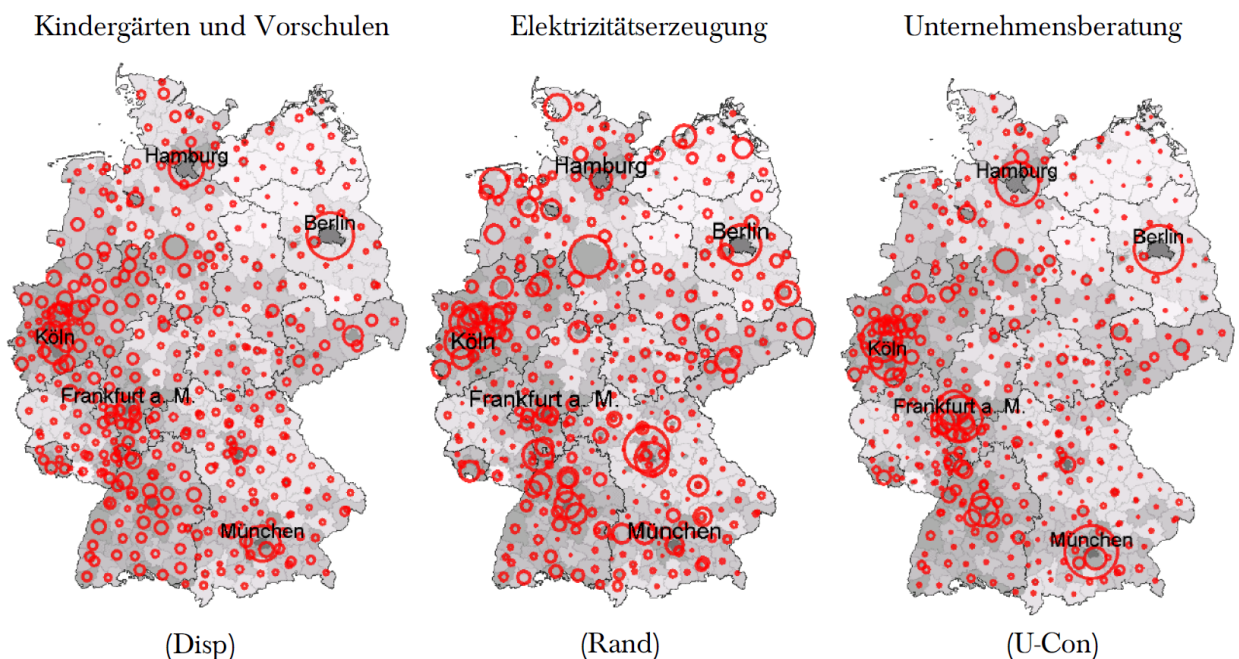 Kindergärten und Vorschulen
Elektrizitätserzeugung
Unternehmensberatung
Hamburg
Berlin
Köln
Frankfurt a. M.
München
Hamburg
Berlin
Köln
Frankfurt a. M.
München
Hamburg
Berlin
Köln
Frankfurt a. M.
München
(Disp)
(Rand)
(U-Con)